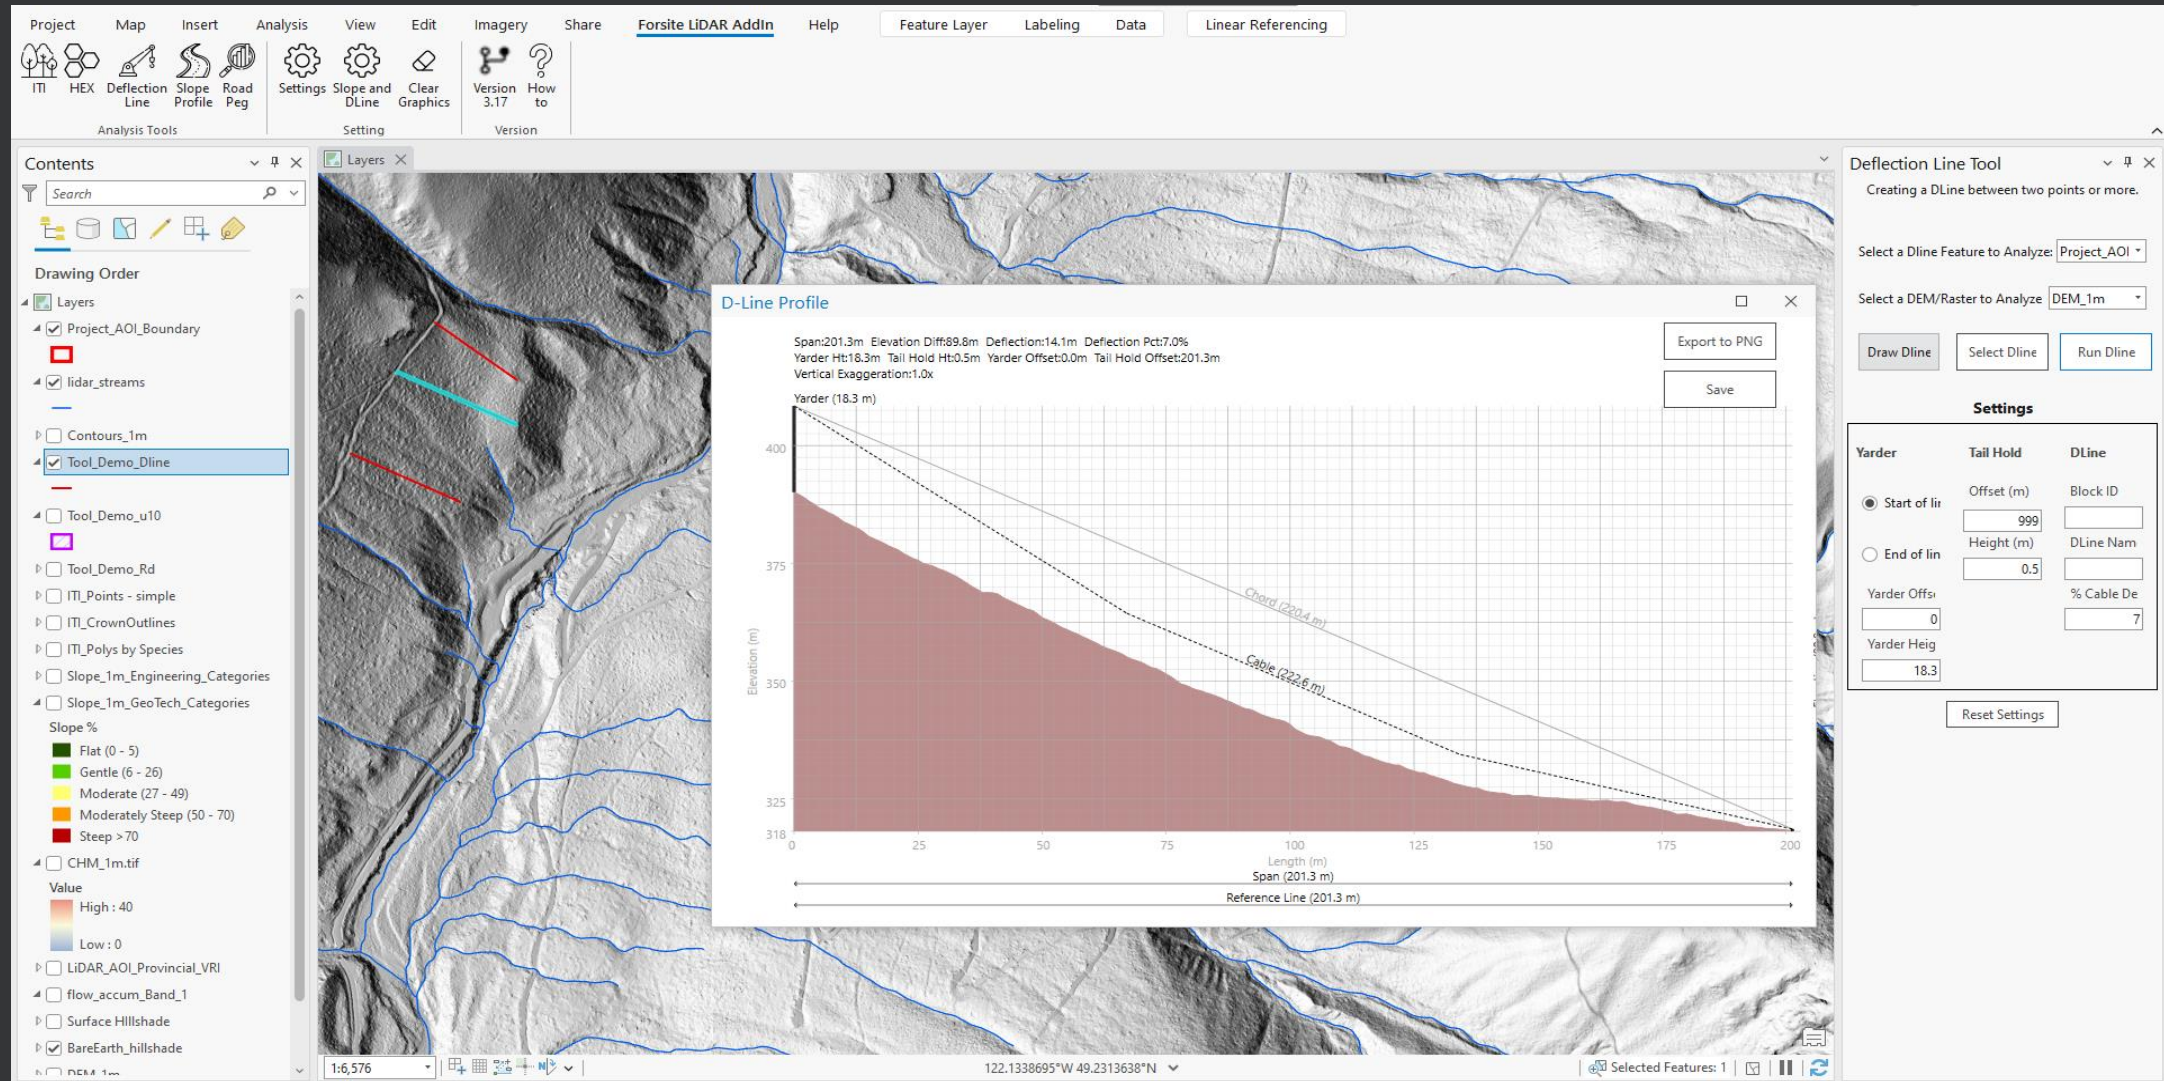 Project Map Insert Analysis View Edit Imagery Share Forsite LiDAR AddIn Help Feature Layer Labeling Data Linear Referencing
ITI HEX Deflection Line Slope Profile Road Peg Settings Slope and DLine Clear Graphics Version 3.17 How to
Analysis Tools Setting Version
Contents
Search
Drawing Order
Layers
Project_AOI_Boundary
lidar_streams
Contours_1m
Tool_Demo_Dline
Tool_Demo_u10
Tool_Demo_Rd
ITI_Points - simple
ITI_CrownOutlines
ITI_Polys by Species
Slope_1m_Engineering_Categories
Slope_1m_GeoTech_Categories
Slope %
Flat (0 - 5)
Gentle (6 - 26)
Moderate (27 - 49)
Moderately Steep (50 - 70)
Steep >70
CHM_1m.tif
Value
High : 40
Low : 0
LiDAR_AOI_Provincial_VRI
flow_accum_Band_1
Surface HIllshade
BareEarth_hillshade
DEM_1m
Layers
D-Line Profile
Span:201.3m Elevation Diff:89.8m Deflection:14.1m Deflection Pct:7.0%
Yarder Ht:18.3m Tail Hold Ht:0.5m Yarder Offset:0.0m Tail Hold Offset:201.3m
Vertical Exaggeration:1.0x
Export to PNG
Save
Yarder (18.3 m)
400
375
350
325
318
Elevation (m)
Chord (220.4 m)
Cable (222.6 m)
0 25 50 75 100 125 150 175 200
Length (m)
Span (201.3 m)
Reference Line (201.3 m)
1:6,576
122.1338695°W 49.2313638°N
Selected Features: 1
Deflection Line Tool
Creating a DLine between two points or more.
Select a Dline Feature to Analyze: Project_AOI
Select a DEM/Raster to Analyze DEM_1m
Draw Dline Select Dline Run Dline
Settings
Yarder Tail Hold DLine
Offset (m) Block ID
Start of lir
999
Height (m) DLine Nam
End of lin
0.5
Yarder Offs % Cable De
0 7
Yarder Heig
18.3
Reset Settings